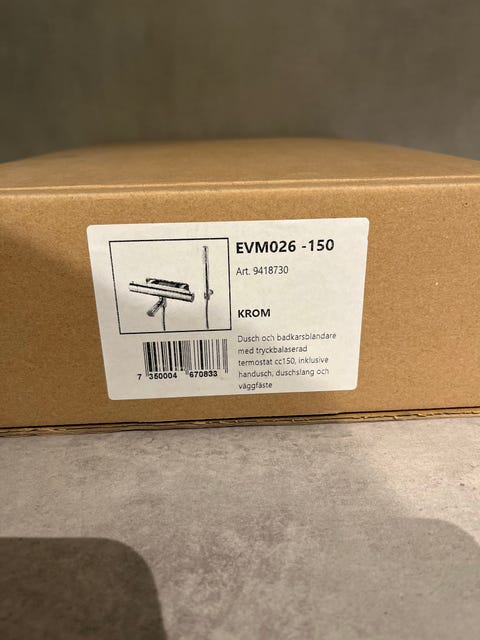 EVM026 -150
Art. 9418730
KROM
Dusch och badkarsblandare
med tryckbalaserad
termostat cc150, inklusive
handusch, duschslang och
väggfäste
7 350004 670833